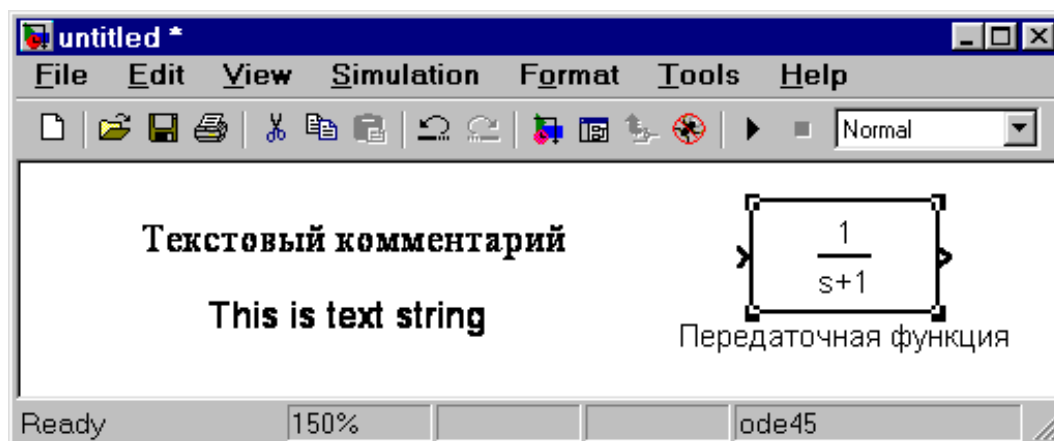 untitled *
File Edit View Simulation Format Tools Help
Normal
Текстовый комментарий
This is text string
1
s+1
Передаточная функция
Ready 150% ode45